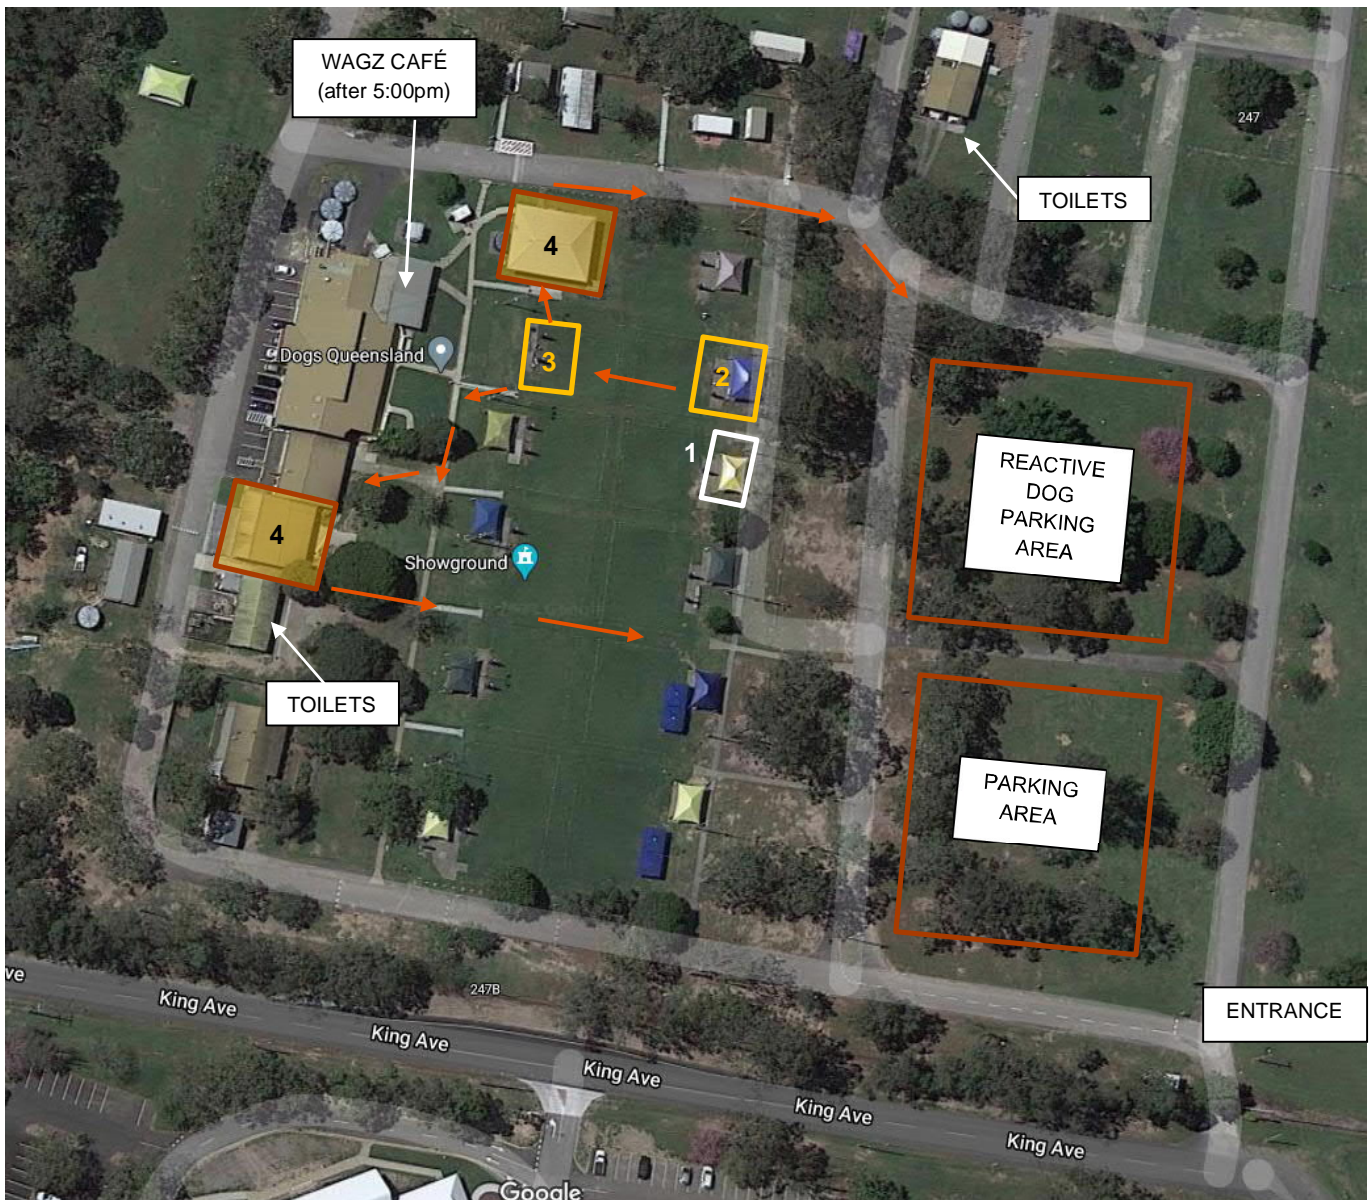 WAGZ CAFÉ
(after 5:00pm)
247
TOILETS
4
3
Dogs Queensland
2
1
REACTIVE
DOG
PARKING
AREA
4
Showground
TOILETS
PARKING
AREA
ve
King Ave
247B
King Ave
King Ave
King Ave
King Ave
ENTRANCE
Google